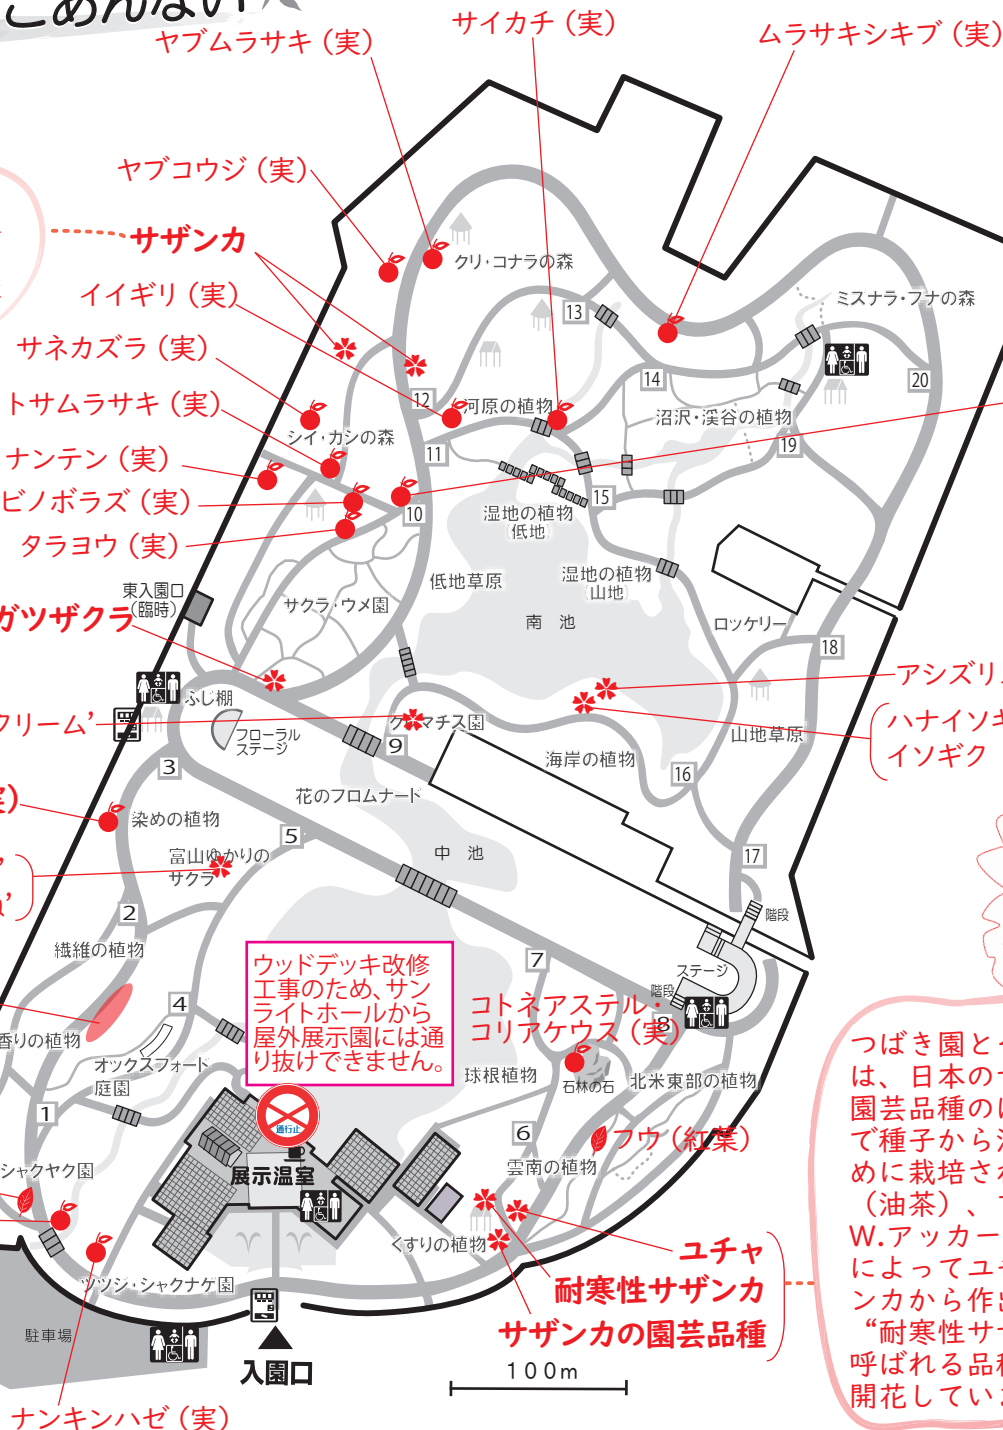 ごめんない
ヤブムラサキ（実）
サイカチ（実）
ムラサキシキブ（実）
ヤブコウジ（実）
サザンカ
クリ・コナラの森
イイギリ（実）
13
ミズナラ・ブナの森
サネカズラ（実）
14
20
トサムラサキ（実）
12
河原の植物
沼沢・渓谷の植物
シイ・カシの森
11
19
ナンテン（実）
ビノボラズ（実）
10
15
湿地の植物
（低地）
タラヨウ（実）
低地草原
湿地の植物
（山地）
東入園口
（臨時）
サクラ・ウメ園
南 池
ロックガーデン
ガツザクラ
18
アシズリ
ふじ棚
クリーム’
フローラル
ステージ
クレマチス園
9
山地草原
ハナイソギ
イソギク
海岸の植物
16
3
花のプロムナード
実）
染めの植物
5
富山ゆかりの
サクラ
中 池
17
2
階段
繊維の植物
ウッドデッキ改修
工事のため、サン
ライトホールから
屋外展示園には通
り抜けできません。
7
ステージ
4
コトネアステル・
コリアケウス（実）
階段
8
香りの植物
オックスフォード
庭園
球根植物
石林の石
北米東部の植物
1
通行止
6
フウ（紅葉）
シャクヤク園
展示温室
雲南の植物
くすりの植物
ユチャ
耐寒性サザンカ
サザンカの園芸品種
ツツジ・シャクナゲ園
駐車場
入園口
100m
ナンキンハゼ（実）
つばき園と
は、日本の
園芸品種の
で種子から
めに栽培さ
（油茶）、
W.アッカー
によってユ
ンカから作
“耐寒性サ
呼ばれる品
開花してい